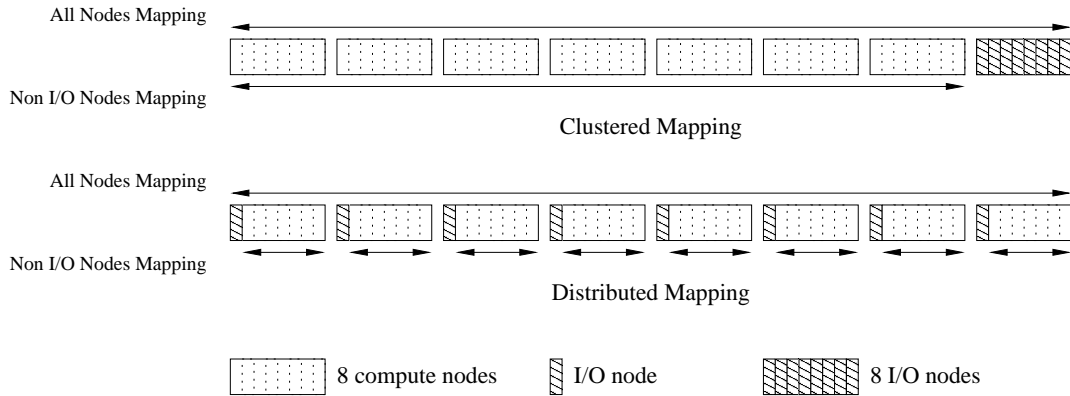 All Nodes Mapping
Non I/O Nodes Mapping
Clustered Mapping
All Nodes Mapping
Non I/O Nodes Mapping
Distributed Mapping
8 compute nodes
I/O node
8 I/O nodes